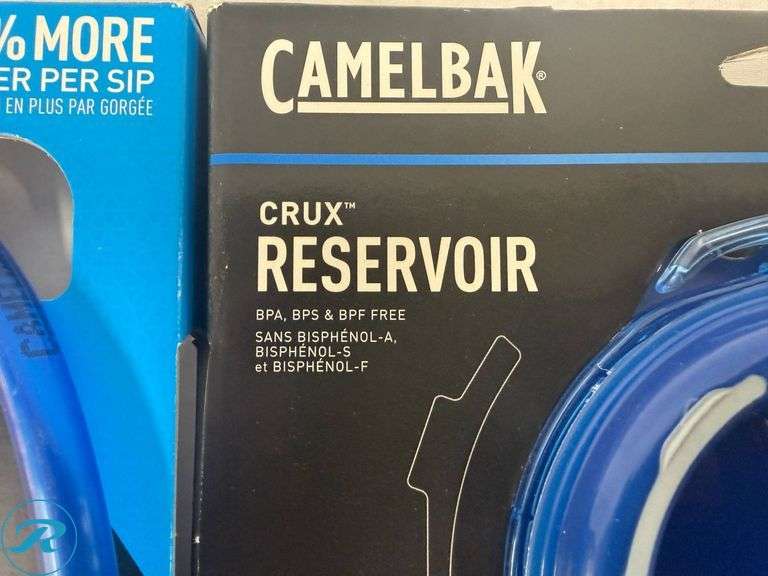 % MORE
ER PER SIP
EN PLUS PAR GORGÉE
CAMELBAK®
CRUX™
RESERVOIR
BPA, BPS & BPF FREE
SANS BISPHÉNOL-A,
BISPHÉNOL-S
et BISPHÉNOL-F
CAM
R